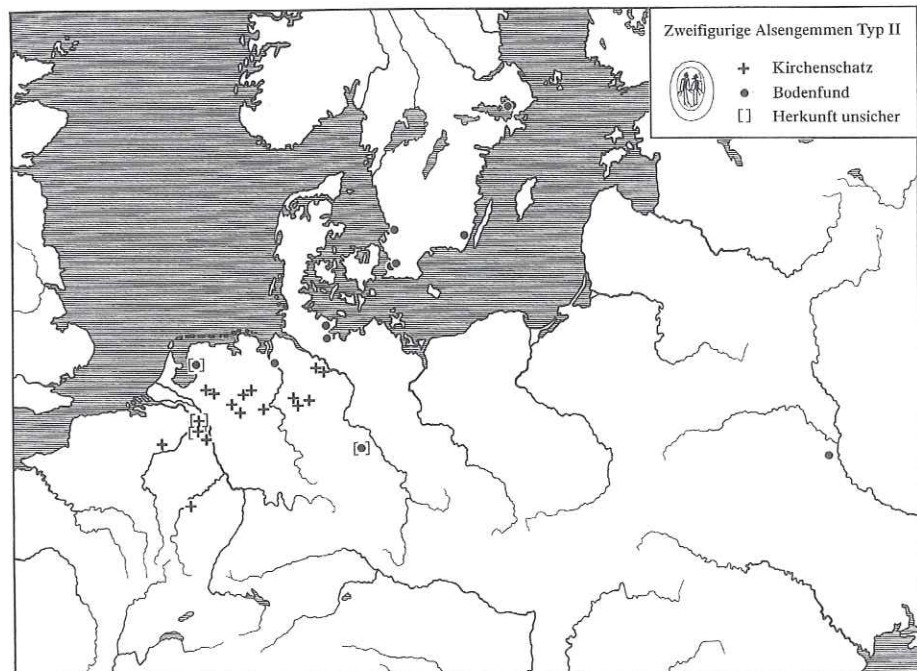 Zweifigurige Alsengemmen Typ II
+ Kirchenschatz
● Bodenfund
[ ] Herkunft unsicher